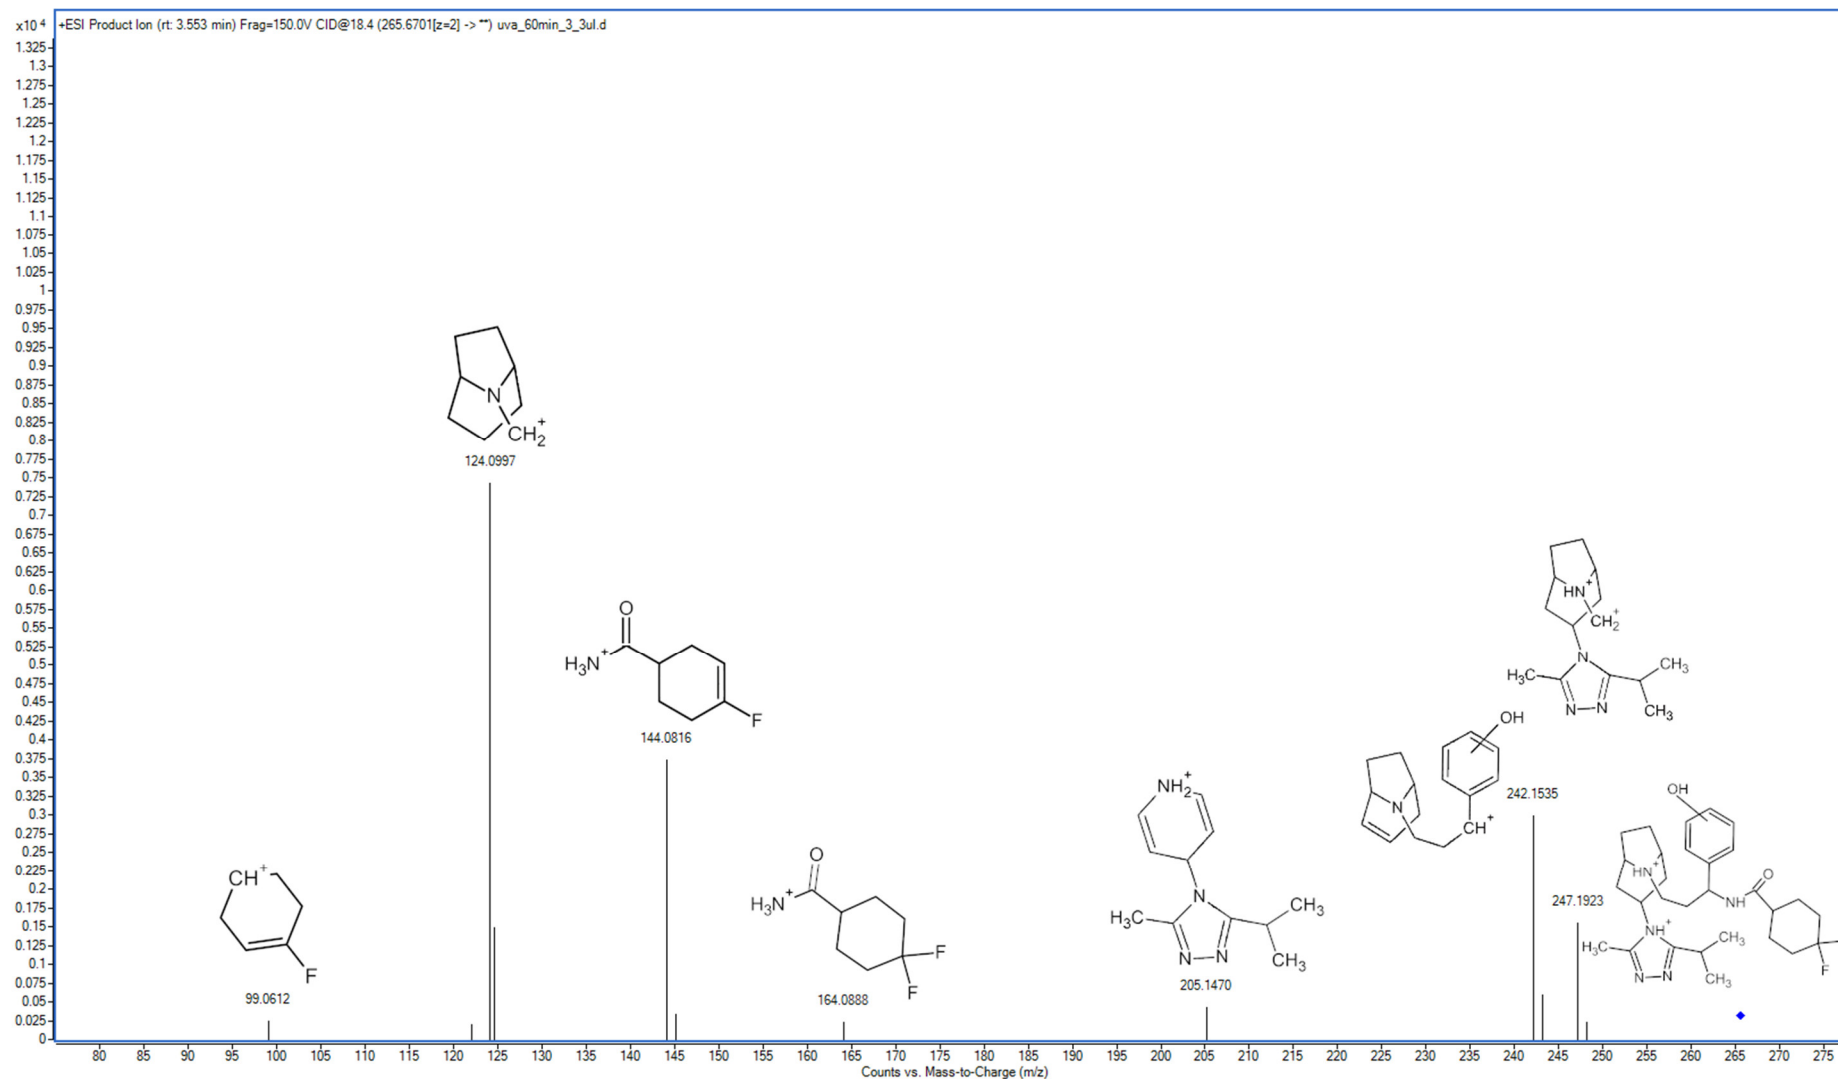 x10 4
+ESI Product Ion (rt: 3.553 min) Frag=150.0V CID@18.4 (265.6701[z=2] -> **) uva_60min_3_3ul.d
1.325
1.3
1.275
1.25
1.225
1.2
1.175
1.15
1.125
1.1
1.075
1.05
1.025
1
0.975
0.95
0.925
0.9
0.875
0.85
0.825
0.8
0.775
0.75
0.725
0.7
0.675
0.65
0.625
0.6
0.575
0.55
0.525
0.5
0.475
0.45
0.425
0.4
0.375
0.35
0.325
0.3
0.275
0.25
0.225
0.2
0.175
0.15
0.125
0.1
0.075
0.05
0.025
0
CH+
F
99.0612
N
CH2+
124.0997
O
H3N+
F
144.0816
O
H3N+
F
F
164.0888
NH2+
N
H3C
CH3
N N
CH3
205.1470
OH
N
CH+
242.1535
HN+
CH2+
N
H3C
CH3
N N
CH3
247.1923
OH
HN+
O
NH
NH+
H3C
CH3
N N
CH3
F
80 85 90 95 100 105 110 115 120 125 130 135 140 145 150 155 160 165 170 175 180 185 190 195 200 205 210 215 220 225 230 235 240 245 250 255 260 265 270 275
Counts vs. Mass-to-Charge (m/z)